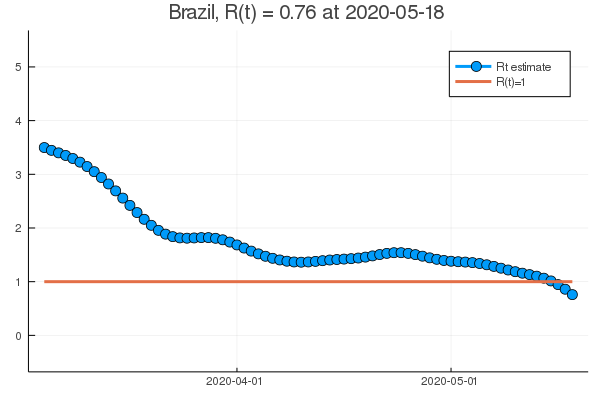 Brazil, R(t) = 0.76 at 2020-05-18
5
4
3
2
1
0
Rt estimate
R(t)=1
2020-04-01
2020-05-01